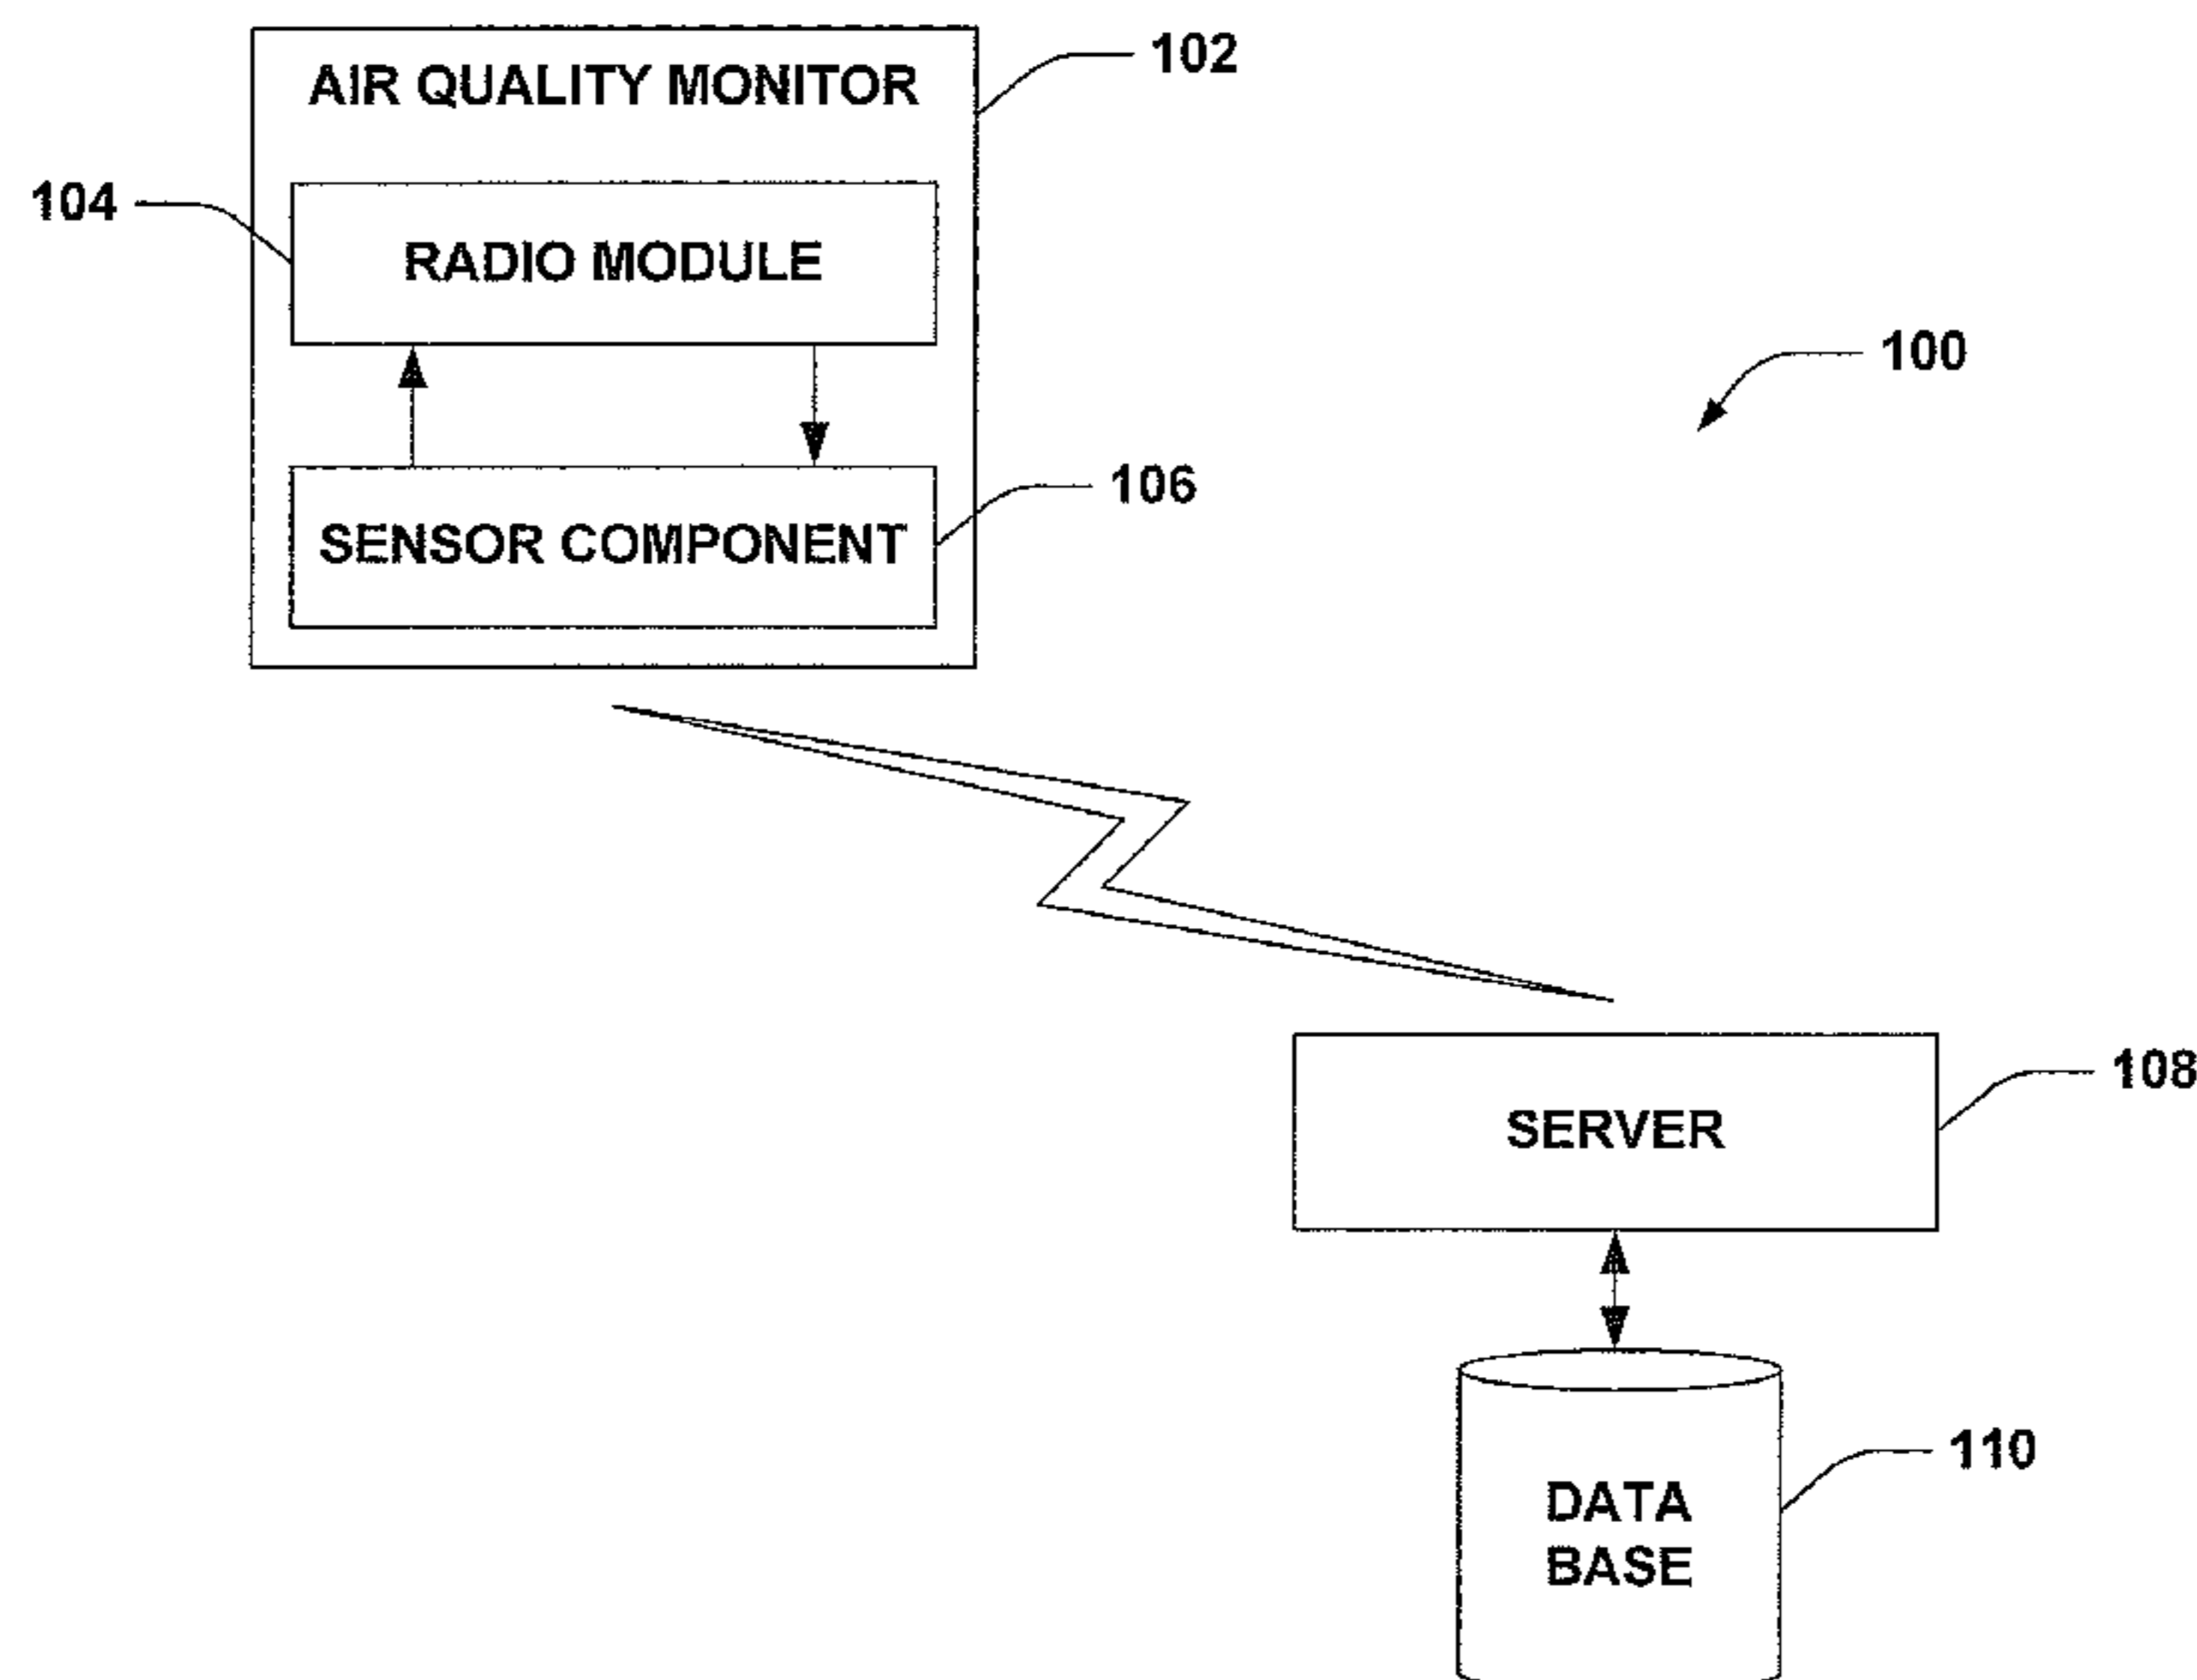 102
AIR QUALITY MONITOR
104
RADIO MODULE
100
106
SENSOR COMPONENT
108
SERVER
110
DATA
BASE